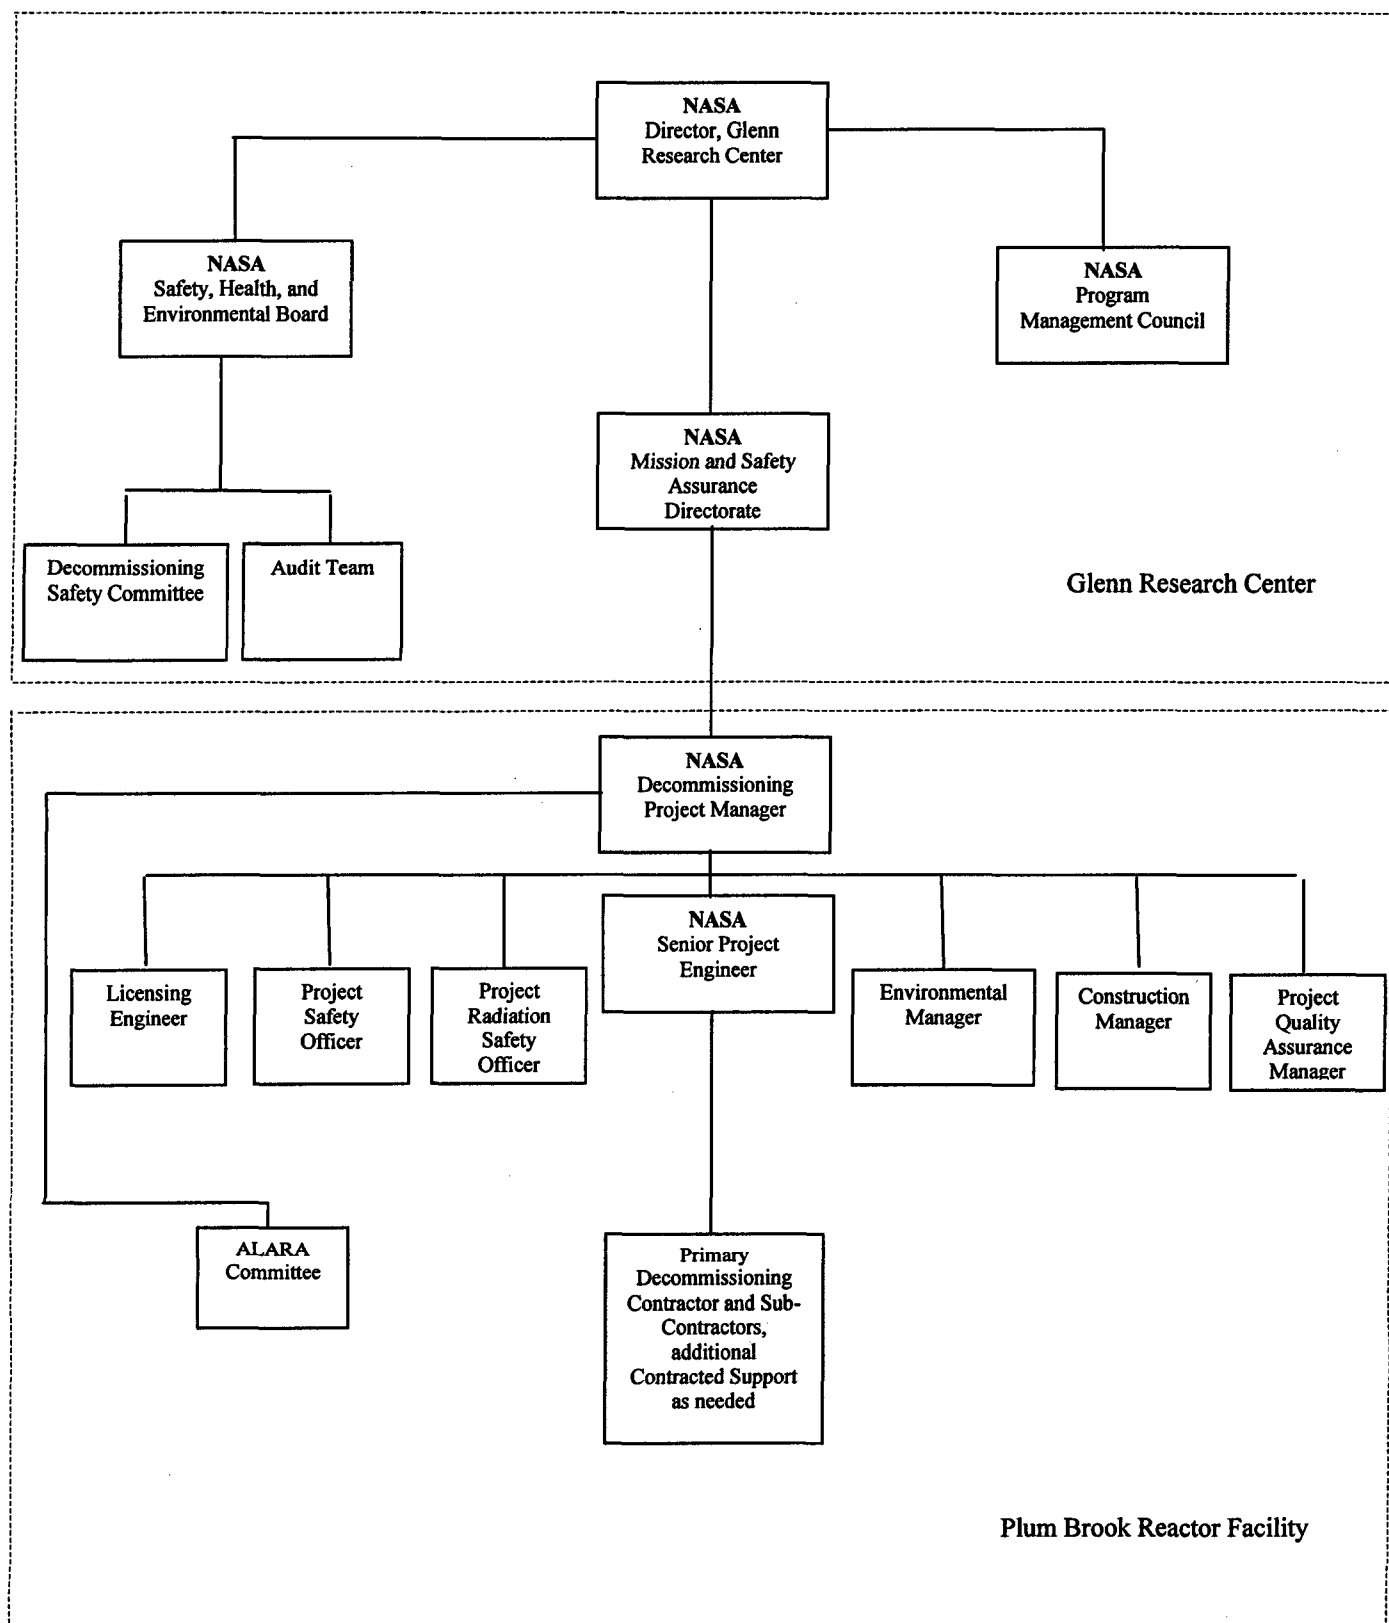 NASA
Director, Glenn
Research Center
NASA
Safety, Health, and
Environmental Board
NASA
Program
Management Council
NASA
Mission and Safety
Assurance
Directorate
Decommissioning
Safety Committee
Audit Team
Glenn Research Center
NASA
Decommissioning
Project Manager
NASA
Senior Project
Engineer
Licensing
Engineer
Project
Safety
Officer
Project
Radiation
Safety
Officer
Environmental
Manager
Construction
Manager
Project
Quality
Assurance
Manager
ALARA
Committee
Primary
Decommissioning
Contractor and Sub-
Contractors,
additional
Contracted Support
as needed
Plum Brook Reactor Facility